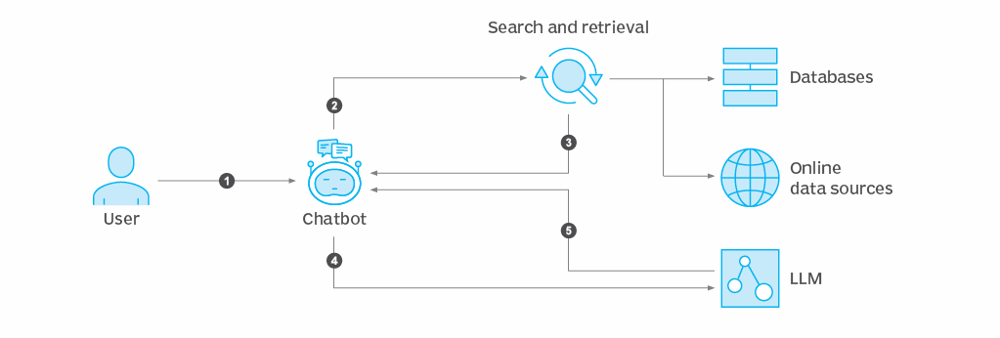 Search and retrieval
2
Databases
3
1
Online
data sources
User
Chatbot
5
4
LLM